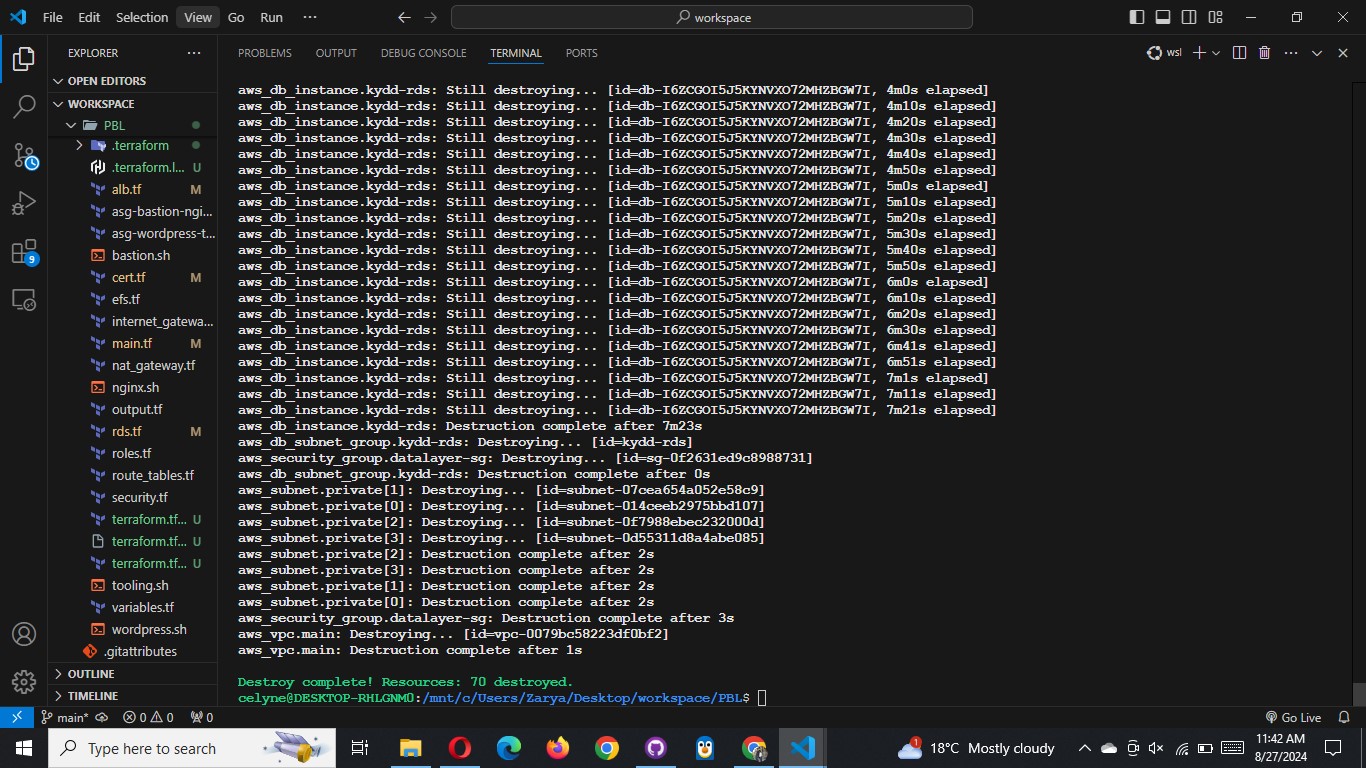 File Edit Selection View Go Run ···
workspace
EXPLORER ···
PROBLEMS OUTPUT DEBUG CONSOLE TERMINAL PORTS
wsl
OPEN EDITORS
WORKSPACE
PBL
.terraform
.terraform.l... U
alb.tf M
asg-bastion-ngi...
asg-wordpress-t...
bastion.sh
cert.tf M
efs.tf
internet_gatewa...
main.tf M
nat_gateway.tf
nginx.sh
output.tf
rds.tf M
roles.tf
route_tables.tf
security.tf
terraform.tf... U
terraform.tf... U
terraform.tf... U
tooling.sh
variables.tf
wordpress.sh
.gitattributes
OUTLINE
TIMELINE
9
aws_db_instance.kydd-rds: Still destroying... [id=db-I6ZCGOI5J5KYNVXO72MHZBGW7I, 4m0s elapsed]
aws_db_instance.kydd-rds: Still destroying... [id=db-I6ZCGOI5J5KYNVXO72MHZBGW7I, 4m10s elapsed]
aws_db_instance.kydd-rds: Still destroying... [id=db-I6ZCGOI5J5KYNVXO72MHZBGW7I, 4m20s elapsed]
aws_db_instance.kydd-rds: Still destroying... [id=db-I6ZCGOI5J5KYNVXO72MHZBGW7I, 4m30s elapsed]
aws_db_instance.kydd-rds: Still destroying... [id=db-I6ZCGOI5J5KYNVXO72MHZBGW7I, 4m40s elapsed]
aws_db_instance.kydd-rds: Still destroying... [id=db-I6ZCGOI5J5KYNVXO72MHZBGW7I, 4m50s elapsed]
aws_db_instance.kydd-rds: Still destroying... [id=db-I6ZCGOI5J5KYNVXO72MHZBGW7I, 5m0s elapsed]
aws_db_instance.kydd-rds: Still destroying... [id=db-I6ZCGOI5J5KYNVXO72MHZBGW7I, 5m10s elapsed]
aws_db_instance.kydd-rds: Still destroying... [id=db-I6ZCGOI5J5KYNVXO72MHZBGW7I, 5m20s elapsed]
aws_db_instance.kydd-rds: Still destroying... [id=db-I6ZCGOI5J5KYNVXO72MHZBGW7I, 5m30s elapsed]
aws_db_instance.kydd-rds: Still destroying... [id=db-I6ZCGOI5J5KYNVXO72MHZBGW7I, 5m40s elapsed]
aws_db_instance.kydd-rds: Still destroying... [id=db-I6ZCGOI5J5KYNVXO72MHZBGW7I, 5m50s elapsed]
aws_db_instance.kydd-rds: Still destroying... [id=db-I6ZCGOI5J5KYNVXO72MHZBGW7I, 6m0s elapsed]
aws_db_instance.kydd-rds: Still destroying... [id=db-I6ZCGOI5J5KYNVXO72MHZBGW7I, 6m10s elapsed]
aws_db_instance.kydd-rds: Still destroying... [id=db-I6ZCGOI5J5KYNVXO72MHZBGW7I, 6m20s elapsed]
aws_db_instance.kydd-rds: Still destroying... [id=db-I6ZCGOI5J5KYNVXO72MHZBGW7I, 6m30s elapsed]
aws_db_instance.kydd-rds: Still destroying... [id=db-I6ZCGOI5J5KYNVXO72MHZBGW7I, 6m41s elapsed]
aws_db_instance.kydd-rds: Still destroying... [id=db-I6ZCGOI5J5KYNVXO72MHZBGW7I, 6m51s elapsed]
aws_db_instance.kydd-rds: Still destroying... [id=db-I6ZCGOI5J5KYNVXO72MHZBGW7I, 7m1s elapsed]
aws_db_instance.kydd-rds: Still destroying... [id=db-I6ZCGOI5J5KYNVXO72MHZBGW7I, 7m11s elapsed]
aws_db_instance.kydd-rds: Still destroying... [id=db-I6ZCGOI5J5KYNVXO72MHZBGW7I, 7m21s elapsed]
aws_db_instance.kydd-rds: Destruction complete after 7m23s
aws_db_subnet_group.kydd-rds: Destroying... [id=kydd-rds]
aws_security_group.datalayer-sg: Destroying... [id=sg-0f2631ed9c8988731]
aws_db_subnet_group.kydd-rds: Destruction complete after 0s
aws_subnet.private[1]: Destroying... [id=subnet-07cea654a052e58c9]
aws_subnet.private[0]: Destroying... [id=subnet-014ceeb2975bbd107]
aws_subnet.private[2]: Destroying... [id=subnet-0f7988ebec232000d]
aws_subnet.private[3]: Destroying... [id=subnet-0d55311d8a4abe085]
aws_subnet.private[2]: Destruction complete after 2s
aws_subnet.private[3]: Destruction complete after 2s
aws_subnet.private[1]: Destruction complete after 2s
aws_subnet.private[0]: Destruction complete after 2s
aws_security_group.datalayer-sg: Destruction complete after 3s
aws_vpc.main: Destroying... [id=vpc-0079bc58223df0bf2]
aws_vpc.main: Destruction complete after 1s
Destroy complete! Resources: 70 destroyed.
celyne@DESKTOP-RHLGNM0:/mnt/c/Users/Zarya/Desktop/workspace/PBL$
main* 0 0 0 Go Live
Type here to search
1 18°C Mostly cloudy
11:42 AM
8/27/2024